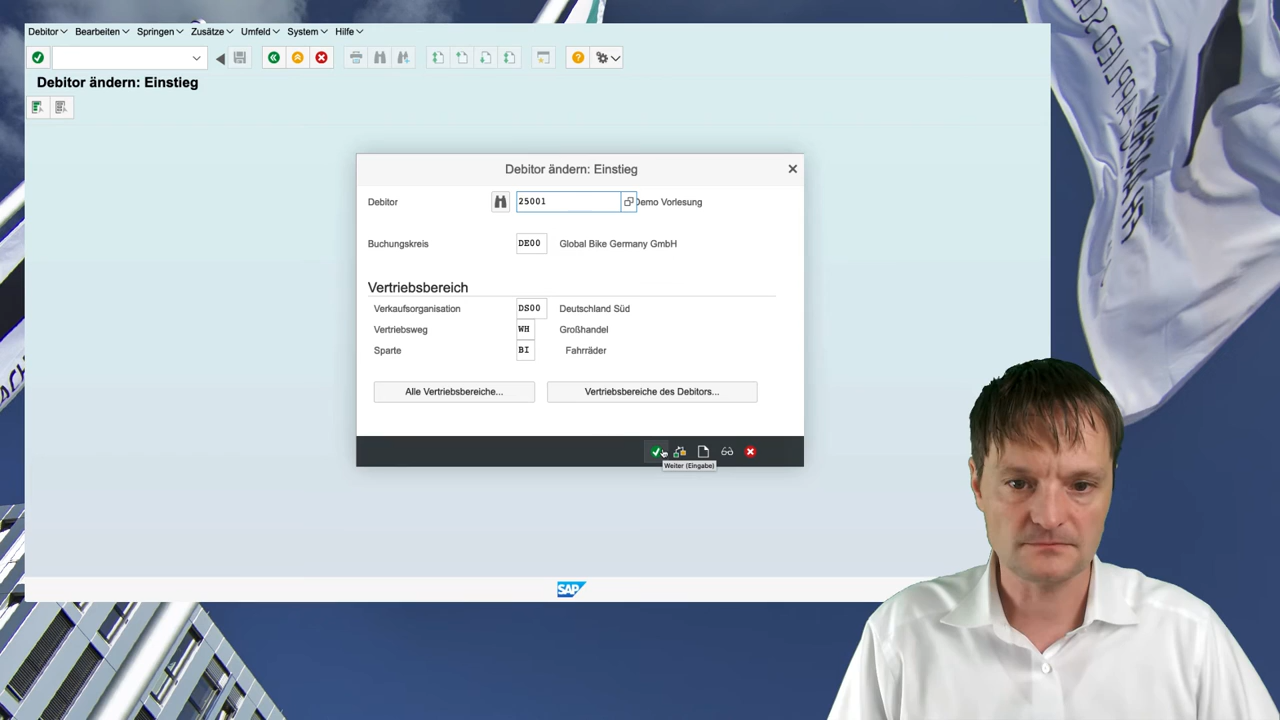 Debitor Bearbeiten Springen Zusätze Umfeld System Hilfe
Debitor ändern: Einstieg
Debitor ändern: Einstieg
Debitor 25001 Demo Vorlesung
Buchungskreis DE00 Global Bike Germany GmbH
Vertriebsbereich
Verkaufsorganisation DS00 Deutschland Süd
Vertriebsweg WH Großhandel
Sparte BI Fahrräder
Alle Vertriebsbereiche... Vertriebsbereiche des Debitors...
Weiter (Eingabe)
SAP